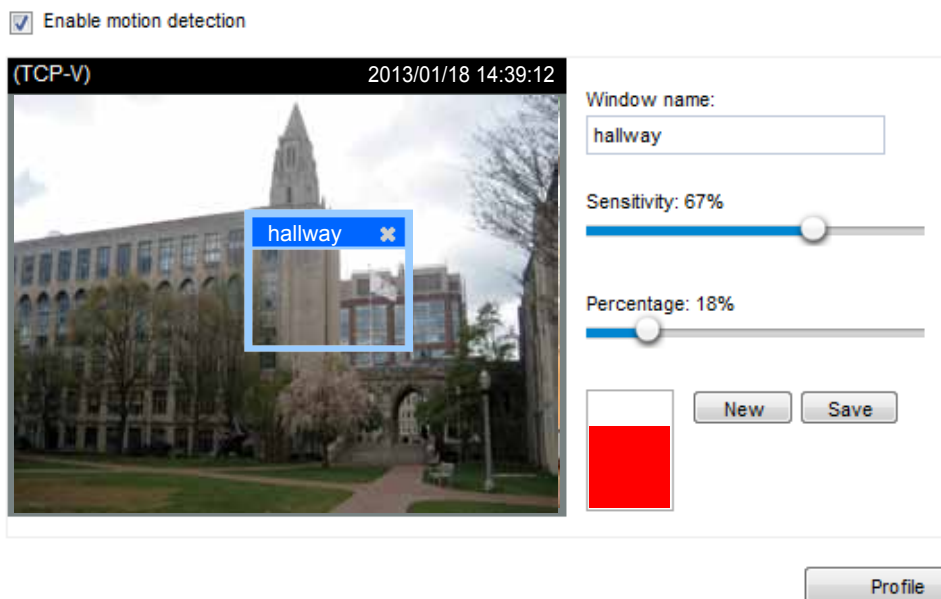 Enable motion detection
(TCP-V) 2013/01/18 14:39:12
hallway
Window name:
hallway
Sensitivity: 67%
Percentage: 18%
New Save
Profile